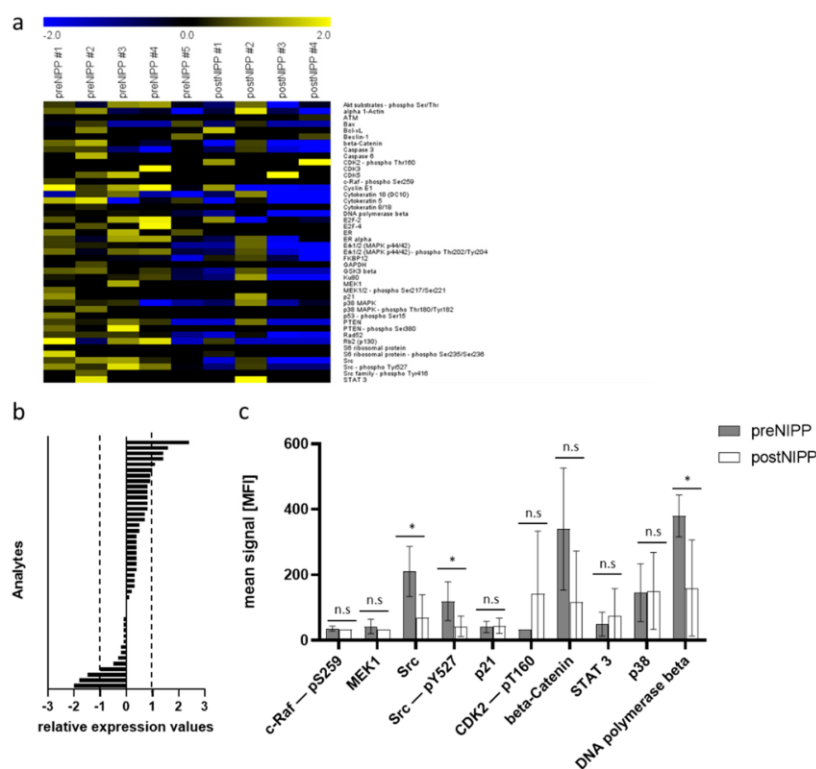 a
-2.0 0.0 2.0
preNIPP #1
preNIPP #2
preNIPP #3
preNIPP #4
preNIPP #5
postNIPP #1
postNIPP #2
postNIPP #3
postNIPP #4
Akt substrates - phospho Ser/Thr
alpha 1-Actin
ATM
Bax
Bcl-xL
Beclin-1
beta-Catenin
Caspase 3
Caspase 6
CDK2 - phospho Thr160
CDK3
CDK5
c-Raf - phospho Ser259
Cyclin E1
Cytokeratin 18 (DC10)
Cytokeratin 5
Cytokeratin 8/18
DNA polymerase beta
E2F-2
E2F-4
ER
ER alpha
Erk1/2 (MAPK p44/42)
Erk1/2 (MAPK p44/42) - phospho Thr202/Tyr204
FKBP12
GAPDH
GSK3 beta
Ku80
MEK1
MEK1/2 - phospho Ser217/Ser221
p21
p38 MAPK
p38 MAPK - phospho Thr180/Tyr182
p53 - phospho Ser15
PTEN
PTEN - phospho Ser380
Rad52
Rb2 (p130)
S6 ribosomal protein
S6 ribosomal protein - phospho Ser235/Ser236
Src
Src - phospho Tyr527
Src family - phospho Tyr416
STAT 3
b
Analytes
-3 -2 -1 0 1 2 3
relative expression values
c
preNIPP
postNIPP
mean signal [MFI]
600
400
200
0
n.s
n.s
*
*
n.s
n.s
n.s
n.s
n.s
*
c-Raf — pS259
MEK1
Src
Src — pY527
p21
CDK2 — pT160
beta-Catenin
STAT 3
p38
DNA polymerase beta